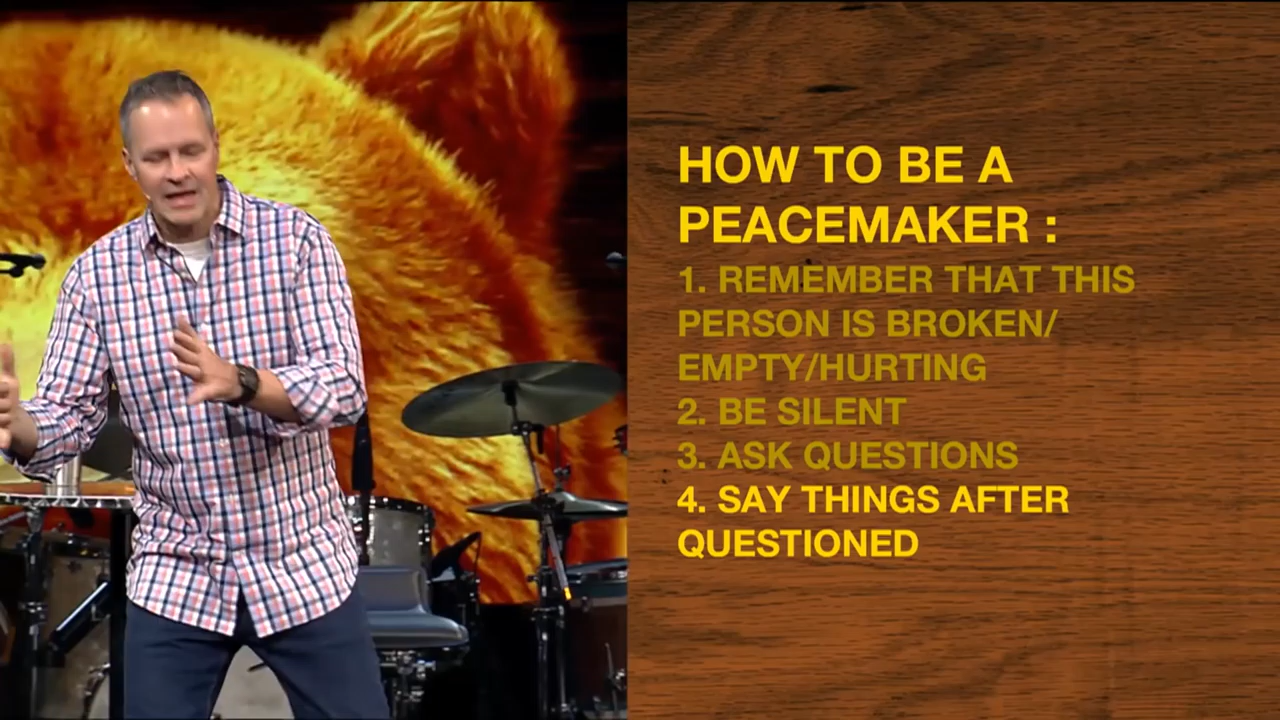 HOW TO BE A
PEACEMAKER :
1. REMEMBER THAT THIS
PERSON IS BROKEN/
EMPTY/HURTING
2. BE SILENT
3. ASK QUESTIONS
4. SAY THINGS AFTER
QUESTIONED